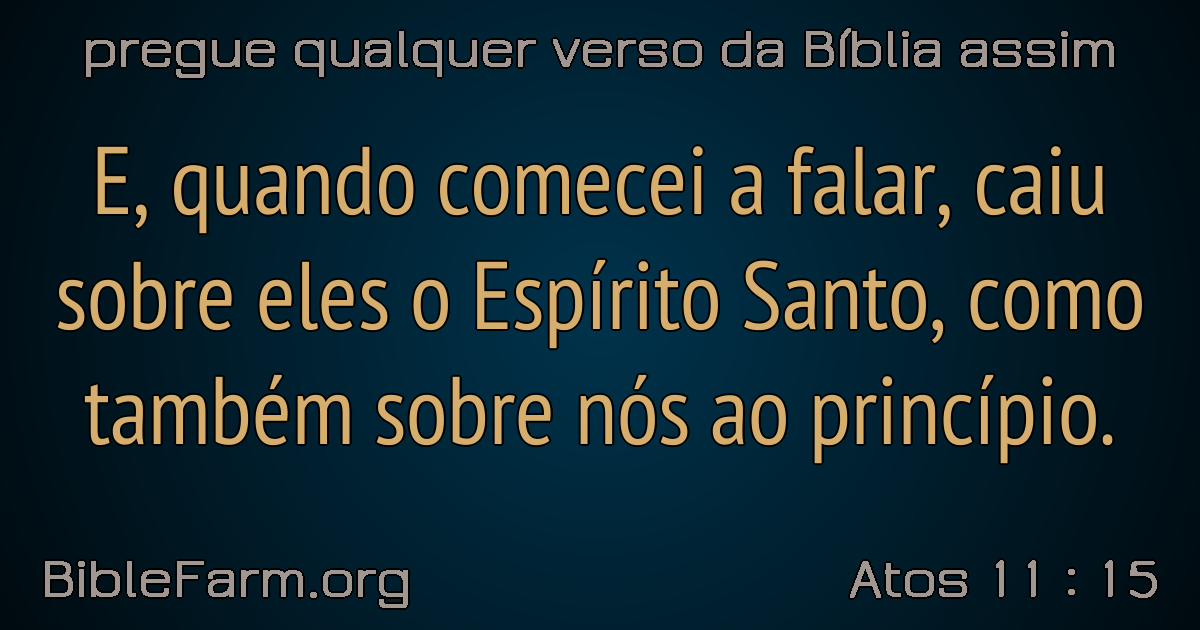 pregue qualquer verso da Bíblia assim
E, quando comecei a falar, caiu
sobre eles o Espírito Santo, como
também sobre nós ao princípio.
BibleFarm.org
Atos 11 : 15